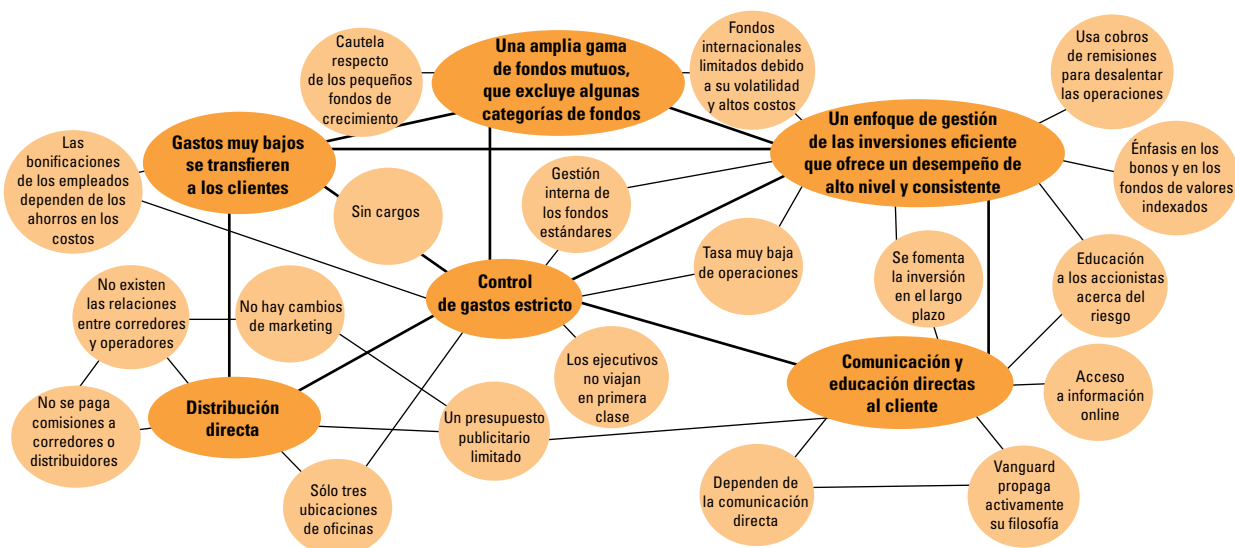 Cautela
respecto
de los pequeños
fondos de
crecimiento
Una amplia gama
de fondos mutuos,
que excluye algunas
categorías de fondos
Fondos
internacionales
limitados debido
a su volatilidad
y altos costos
Usa cobros
de remisiones
para desalentar
las operaciones
Las
bonificaciones
de los empleados
dependen de los
ahorros en los
costos
Gastos muy bajos
se transfieren
a los clientes
Un enfoque de gestión
de las inversiones eficiente
que ofrece un desempeño de
alto nivel y consistente
Énfasis en los
bonos y en los
fondos de valores
indexados
Sin cargos
Gestión
interna de
los fondos
estándares
Tasa muy baja
de operaciones
Se fomenta
la inversión
en el largo
plazo
Educación
a los accionistas
acerca del
riesgo
No existen
las relaciones
entre corredores
y operadores
No hay cambios
de marketing
Control
de gastos estricto
Los ejecutivos
no viajan
en primera
clase
Comunicación y
educación directas
al cliente
Acceso
a información
online
No se paga
comisiones a
corredores o
distribuidores
Distribución
directa
Un presupuesto
publicitario
limitado
Sólo tres
ubicaciones
de oficinas
Dependen de
la comunicación
directa
Vanguard
propaga
activamente
su filosofía